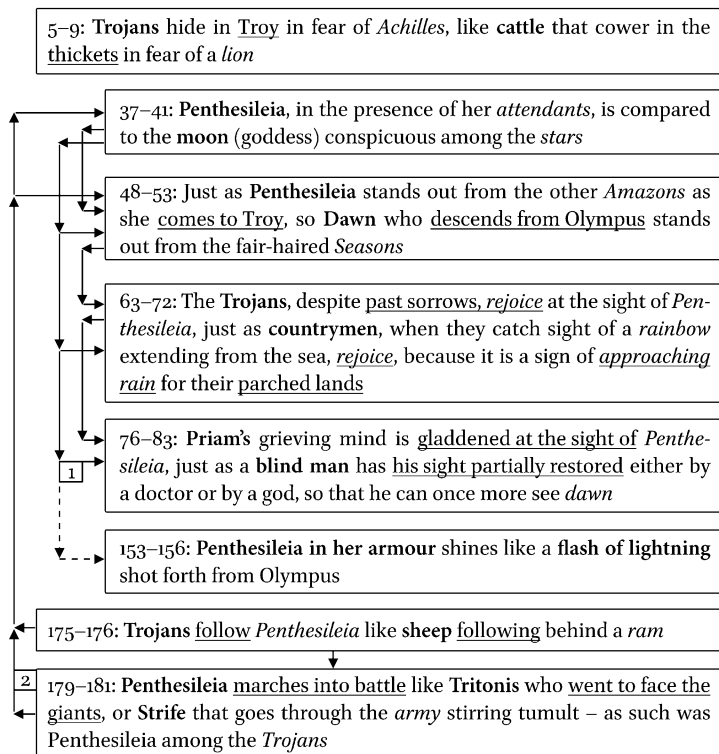 5–9: Trojans hide in Troy in fear of Achilles, like cattle that cower in the
thickets in fear of a lion
37–41: Penthesileia, in the presence of her attendants, is compared
to the moon (goddess) conspicuous among the stars
48–53: Just as Penthesileia stands out from the other Amazons as
she comes to Troy, so Dawn who descends from Olympus stands
out from the fair-haired Seasons
63–72: The Trojans, despite past sorrows, rejoice at the sight of Pen-
thesileia, just as countrymen, when they catch sight of a rainbow
extending from the sea, rejoice, because it is a sign of approaching
rain for their parched lands
76–83: Priam's grieving mind is gladdened at the sight of Penthe-
sileia, just as a blind man has his sight partially restored either by
1
a doctor or by a god, so that he can once more see dawn
153–156: Penthesileia in her armour shines like a flash of lightning
shot forth from Olympus
175–176: Trojans follow Penthesileia like sheep following behind a ram
2
179–181: Penthesileia marches into battle like Tritonis who went to face the
giants, or Strife that goes through the army stirring tumult – as such was
Penthesileia among the Trojans